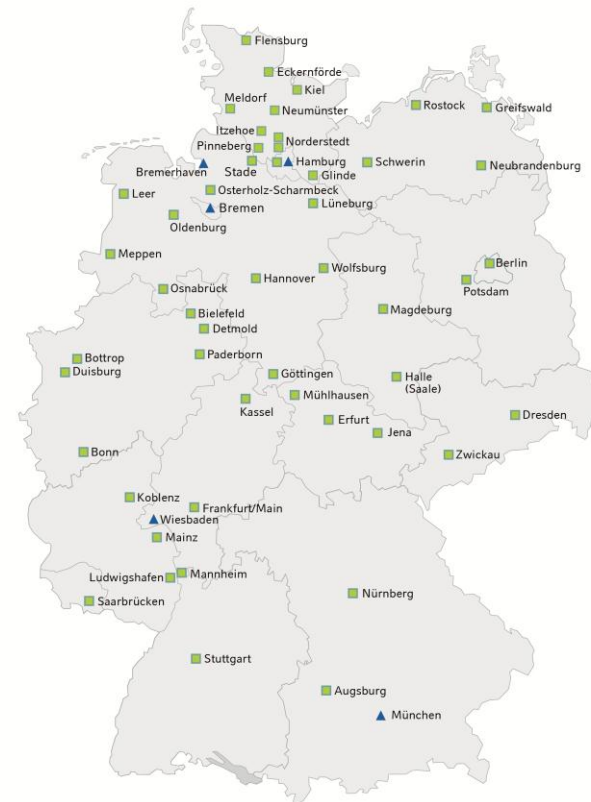 Flensburg
Eckernförde
Kiel
Meldorf
Neumünster
Rostock
Greifswald
Itzehoe
Pinneberg
Norderstedt
Bremerhaven
Stade
Hamburg
Schwerin
Neubrandenburg
Glinde
Leer
Osterholz-Scharmbeck
Lüneburg
Bremen
Oldenburg
Meppen
Berlin
Wolfsburg
Hannover
Potsdam
Osnabrück
Magdeburg
Bielefeld
Detmold
Paderborn
Bottrop
Duisburg
Göttingen
Halle
(Saale)
Mühlhausen
Kassel
Dresden
Erfurt
Jena
Bonn
Zwickau
Koblenz
Frankfurt/Main
Wiesbaden
Mainz
Mannheim
Ludwigshafen
Nürnberg
Saarbrücken
Stuttgart
Augsburg
München